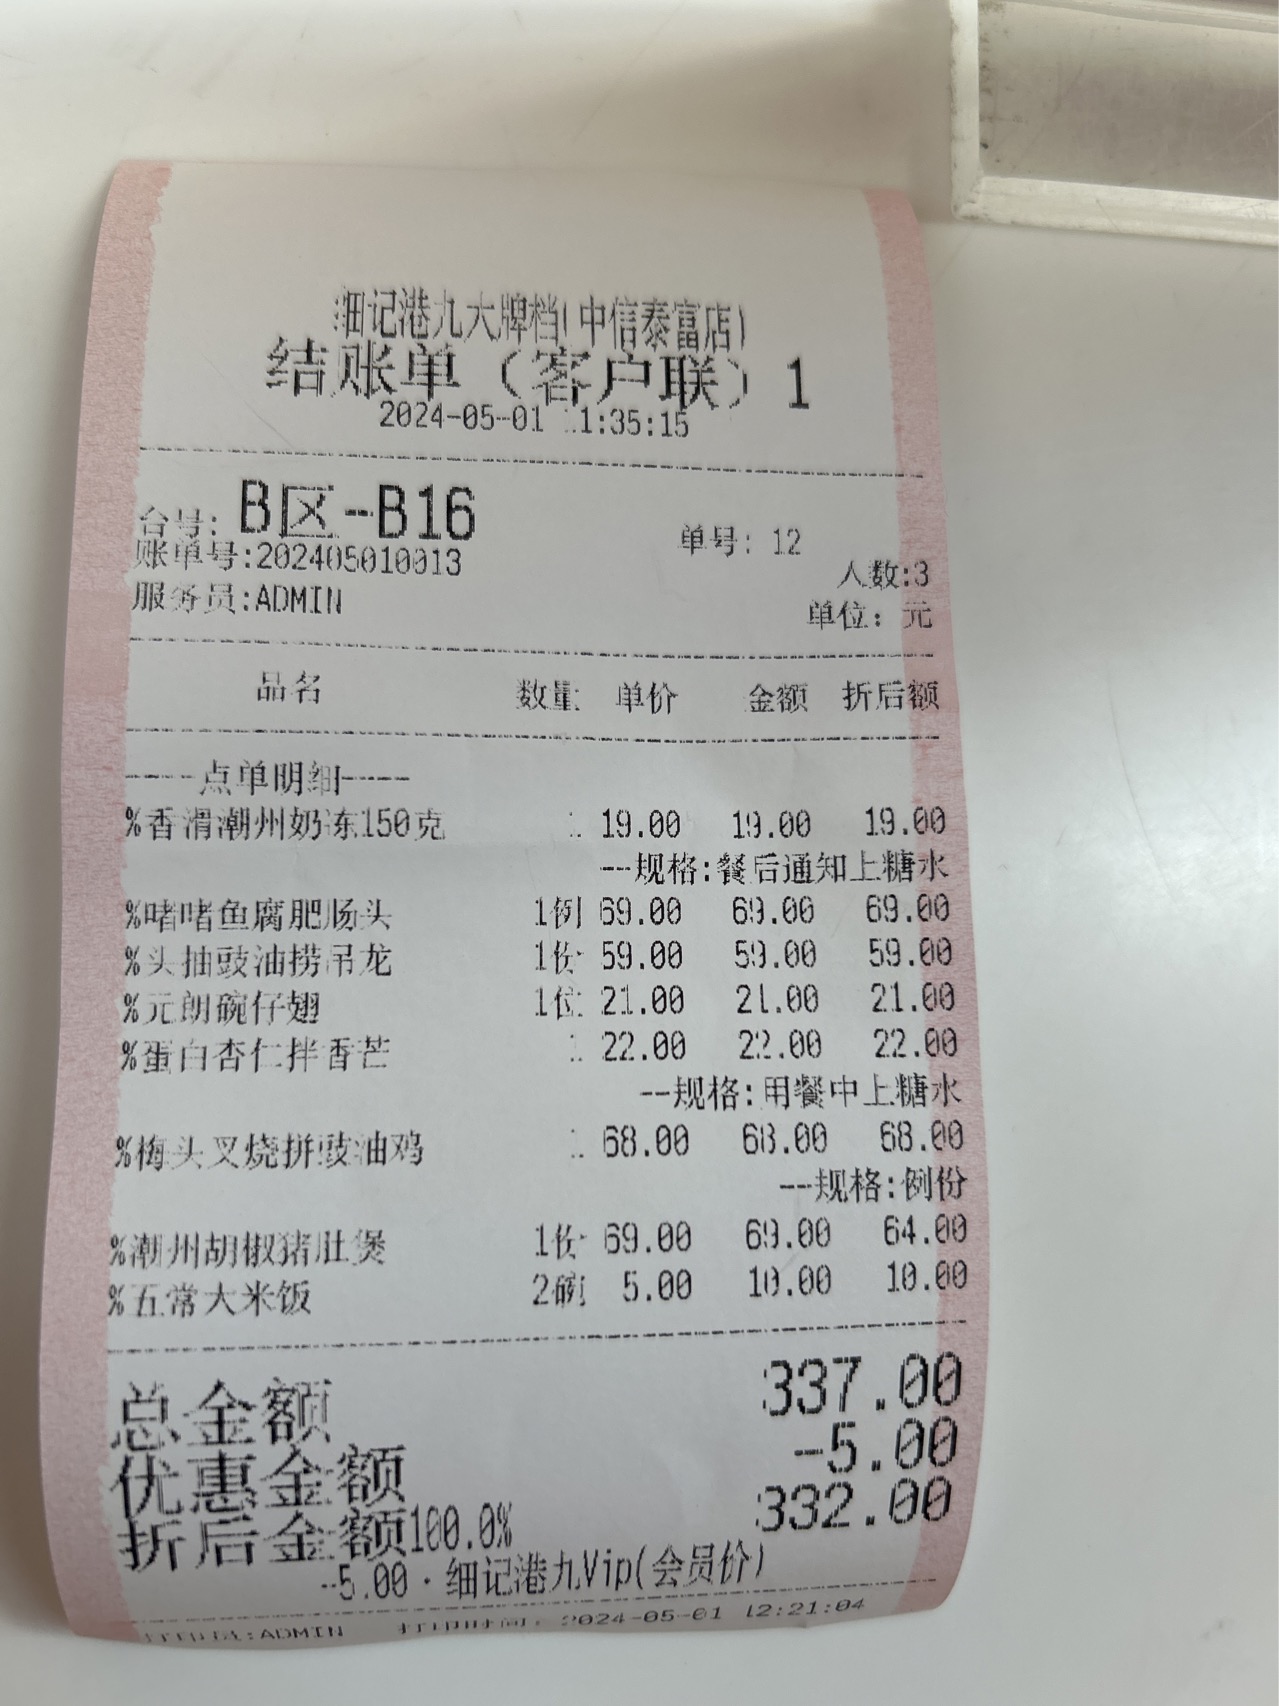 细记港九大牌档(中信泰富店)
结账单（客户联）1
2024-05-01 11:35:15
台号: B区-B16 单号: 12
账单号:202405010013 人数:3
服务员:ADMIN 单位: 元
品名 数量 单价 金额 折后额
----点单明细----
%香滑潮州奶冻150克 1 19.00 19.00 19.00
--规格:餐后通知上糖水
%啫啫鱼腐肥肠头 1例 69.00 69.00 69.00
%头抽豉油捞吊龙 1份 59.00 59.00 59.00
%元朗碗仔翅 1位 21.00 21.00 21.00
%蛋白杏仁拌香芒 1 22.00 22.00 22.00
--规格:用餐中上糖水
%梅头叉烧拼豉油鸡 1 68.00 68.00 68.00
--规格:例份
%潮州胡椒猪肚煲 1份 69.00 69.00 64.00
%五常大米饭 2碗 5.00 10.00 10.00
总金额 337.00
优惠金额 -5.00
折后金额100.0% 332.00
-5.00·细记港九Vip(会员价)
打印员:ADMIN 打印时间: 2024-05-01 12:21:04